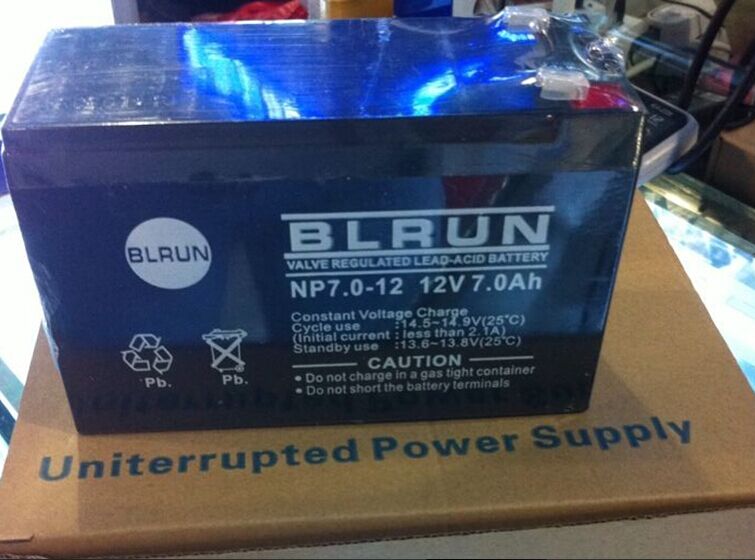 BLRUN
BLRUN
VALVE REGULATED LEAD-ACID BATTERY
NP7.0-12 12V 7.0Ah
Constant Voltage Charge
Cycle use :14.5~14.9V(25°C)
(Initial current : less than 2.1A)
Standby use :13.6~13.8V(25°C)
Pb. Pb.
CAUTION
• Do not charge in a gas tight container
• Do not short the battery terminals
Uniterrupted Power Supply